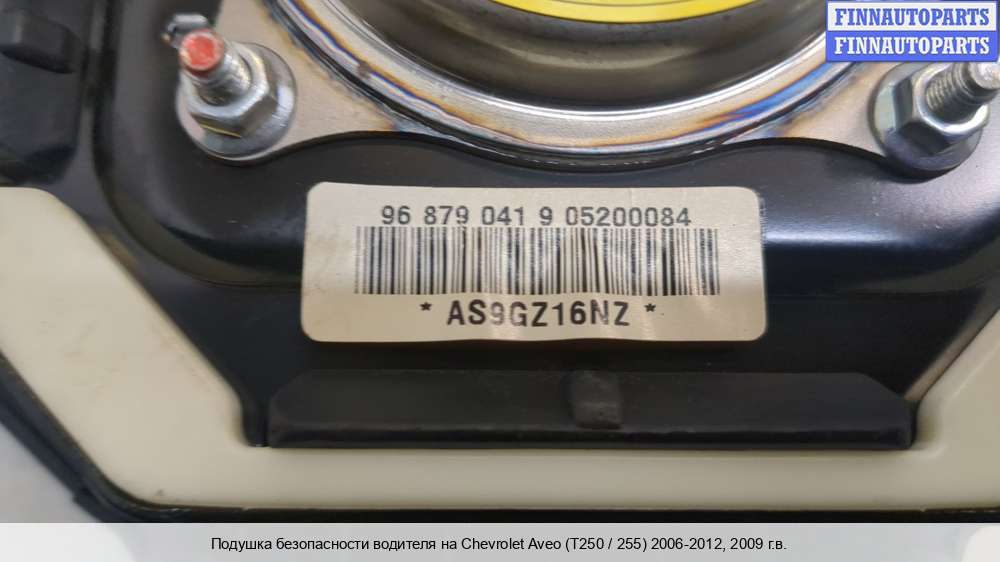 FINNAUTOPARTS
FINNAUTOPARTS
96 879 041 9 05200084
* AS9GZ16NZ *
Подушка безопасности водителя на Chevrolet Aveo (T250 / 255) 2006-2012, 2009 г.в.